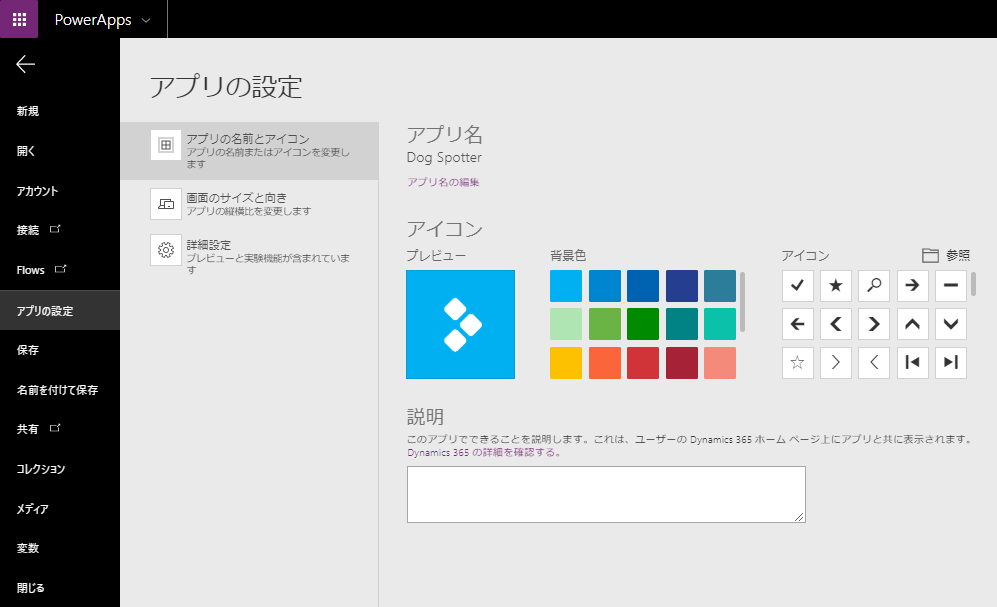 PowerApps
新規
開く
アカウント
接続
Flows
アプリの設定
保存
名前を付けて保存
共有
コレクション
メディア
変数
閉じる
アプリの設定
アプリの名前とアイコン
アプリの名前またはアイコンを変更し
ます
画面のサイズと向き
アプリの縦横比を変更します
詳細設定
プレビューと実験機能が含まれていま
す
アプリ名
Dog Spotter
アプリ名の編集
アイコン
プレビュー
背景色
アイコン
参照
説明
このアプリでできることを説明します。これは、ユーザーの Dynamics 365 ホーム ページ上にアプリと共に表示されます。
Dynamics 365 の詳細を確認する。